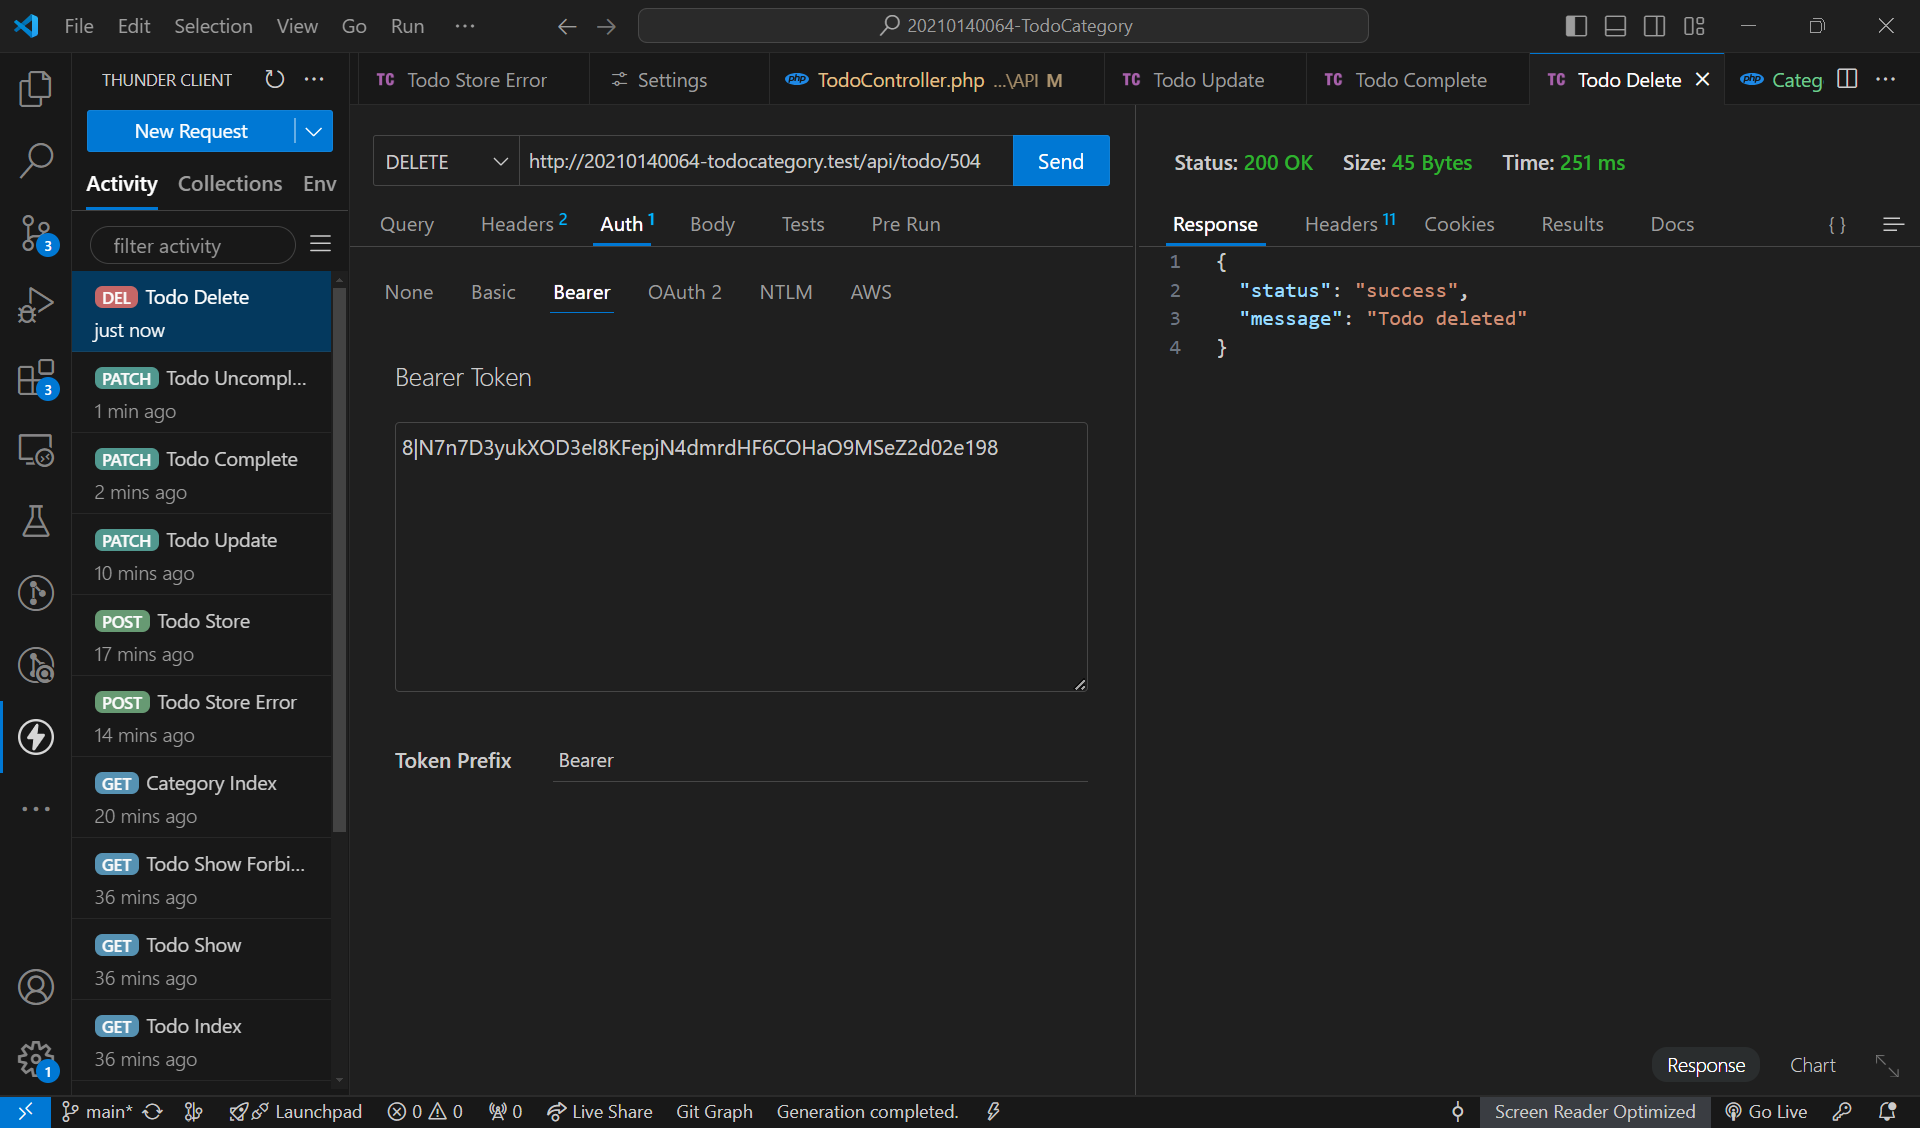 File Edit Selection View Go Run ···
20210140064-TodoCategory
THUNDER CLIENT
TC Todo Store Error
Settings
php TodoController.php ...\API M
TC Todo Update
TC Todo Complete
TC Todo Delete
php Categ
New Request
Activity Collections Env
filter activity
DEL Todo Delete
just now
PATCH Todo Uncompl...
1 min ago
PATCH Todo Complete
2 mins ago
PATCH Todo Update
10 mins ago
POST Todo Store
17 mins ago
POST Todo Store Error
14 mins ago
GET Category Index
20 mins ago
GET Todo Show Forbi...
36 mins ago
GET Todo Show
36 mins ago
GET Todo Index
36 mins ago
3
3
1
DELETE http://20210140064-todocategory.test/api/todo/504 Send
Query Headers 2 Auth 1 Body Tests Pre Run
None Basic Bearer OAuth 2 NTLM AWS
Bearer Token
8|N7n7D3yukXOD3el8KFepjN4dmrdHF6COHaO9MSeZ2d02e198
Token Prefix Bearer
Status: 200 OK Size: 45 Bytes Time: 251 ms
Response Headers 11 Cookies Results Docs { }
1 {
2 "status": "success",
3 "message": "Todo deleted"
4 }
Response Chart
main* Launchpad 0 0 0 Live Share Git Graph Generation completed. Screen Reader Optimized Go Live